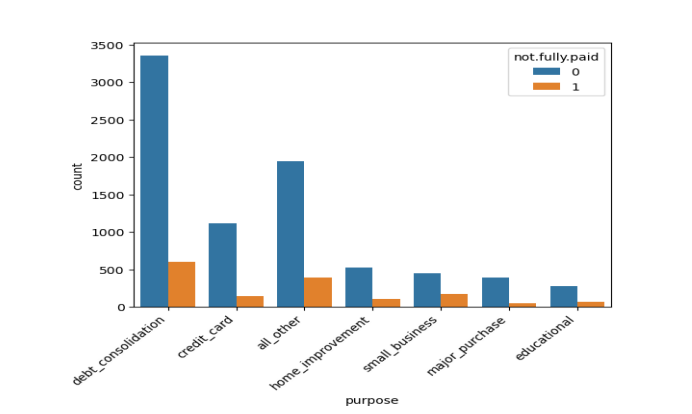 3500
3000
2500
2000
1500
1000
500
0
count
not.fully.paid
0
1
debt_consolidation
credit_card
all_other
home_improvement
small_business
major_purchase
educational
purpose